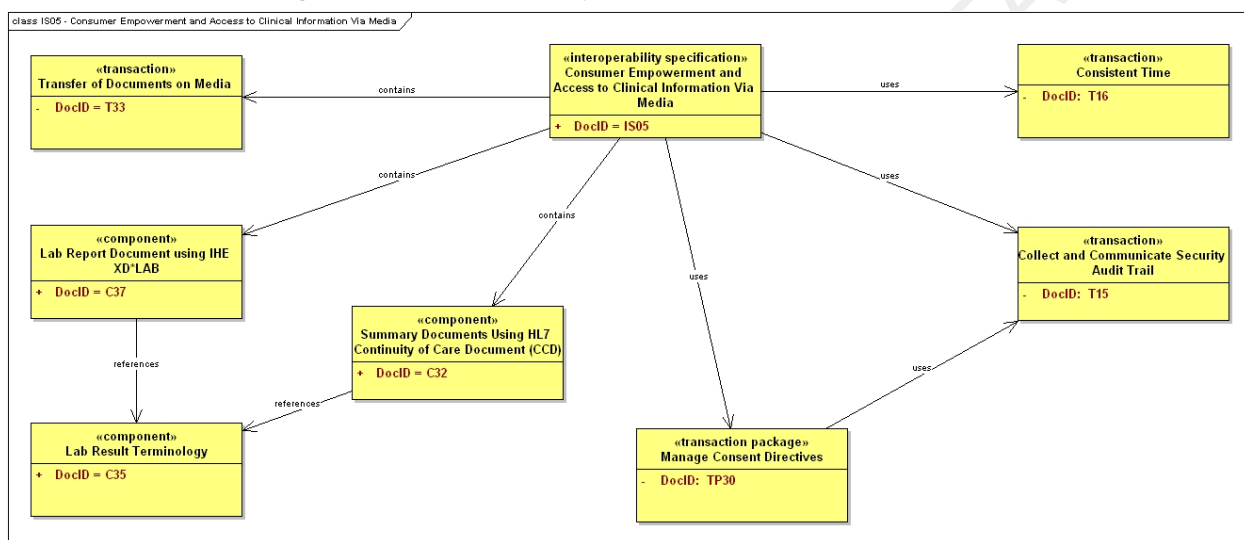 class IS05 - Consumer Empowerment and Access to Clinical Information Via Media
«transaction»
Transfer of Documents on Media
- DocID = T33
contains
«interoperability specification»
Consumer Empowerment and
Access to Clinical Information Via
Media
+ DocID = IS05
uses
«transaction»
Consistent Time
- DocID: T16
contains
contains
uses
uses
«component»
Lab Report Document using IHE
XD*LAB
+ DocID = C37
«transaction»
Collect and Communicate Security
Audit Trail
- DocID: T15
references
«component»
Summary Documents Using HL7
Continuity of Care Document (CCD)
+ DocID = C32
references
uses
«component»
Lab Result Terminology
+ DocID = C35
«transaction package»
Manage Consent Directives
- DocID: TP30